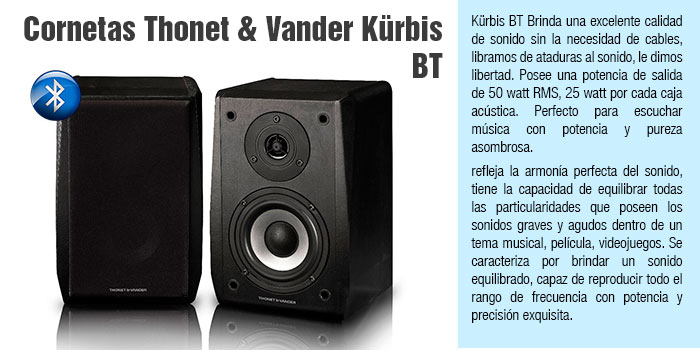 Cornetas Thonet & Vander Kürbis
BT
THONET & VANDER
THONET & VANDER
Kürbis BT Brinda una excelente calidad
de sonido sin la necesidad de cables,
libramos de ataduras al sonido, le dimos
libertad. Posee una potencia de salida
de 50 watt RMS, 25 watt por cada caja
acústica. Perfecto para escuchar
música con potencia y pureza
asombrosa.
refleja la armonía perfecta del sonido,
tiene la capacidad de equilibrar todas
las particularidades que poseen los
sonidos graves y agudos dentro de un
tema musical, película, videojuegos. Se
caracteriza por brindar un sonido
equilibrado, capaz de reproducir todo el
rango de frecuencia con potencia y
precisión exquisita.